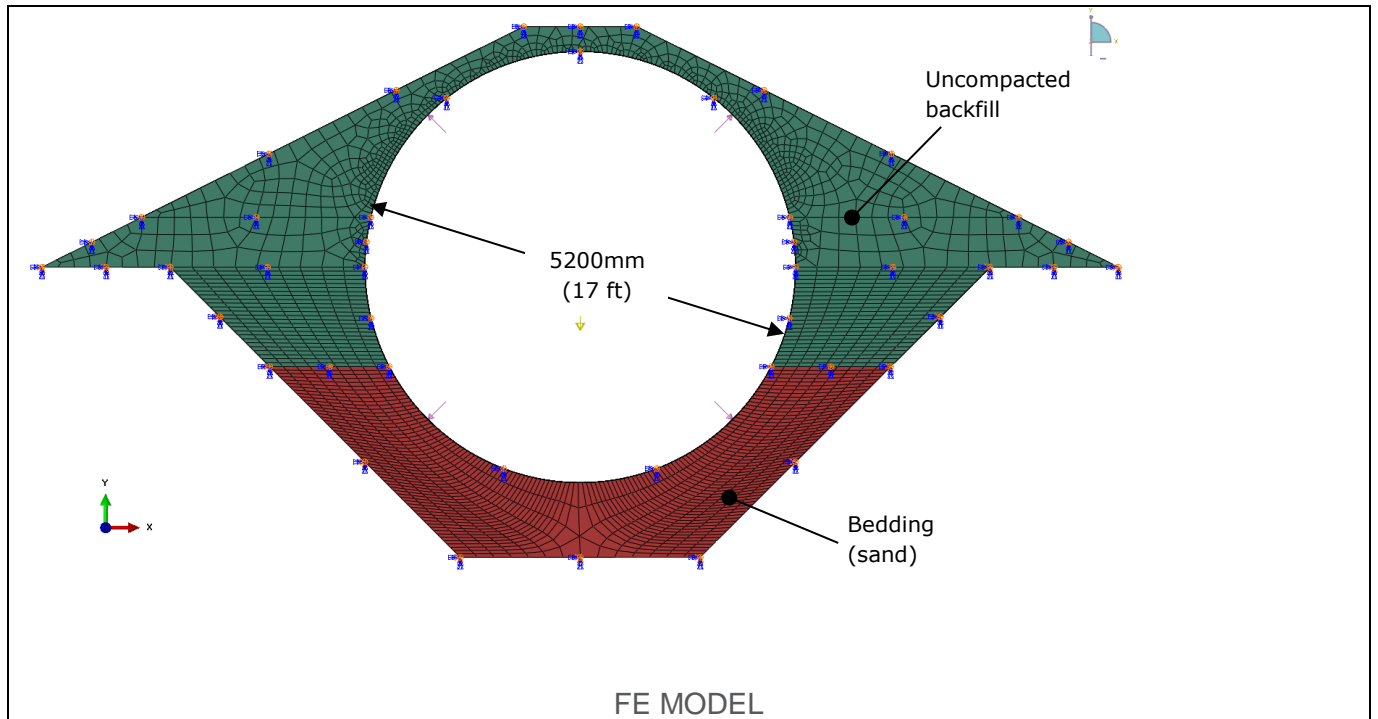 Y
X
Uncompacted
backfill
5200mm
(17 ft)
Y
X
Bedding
(sand)
FE MODEL